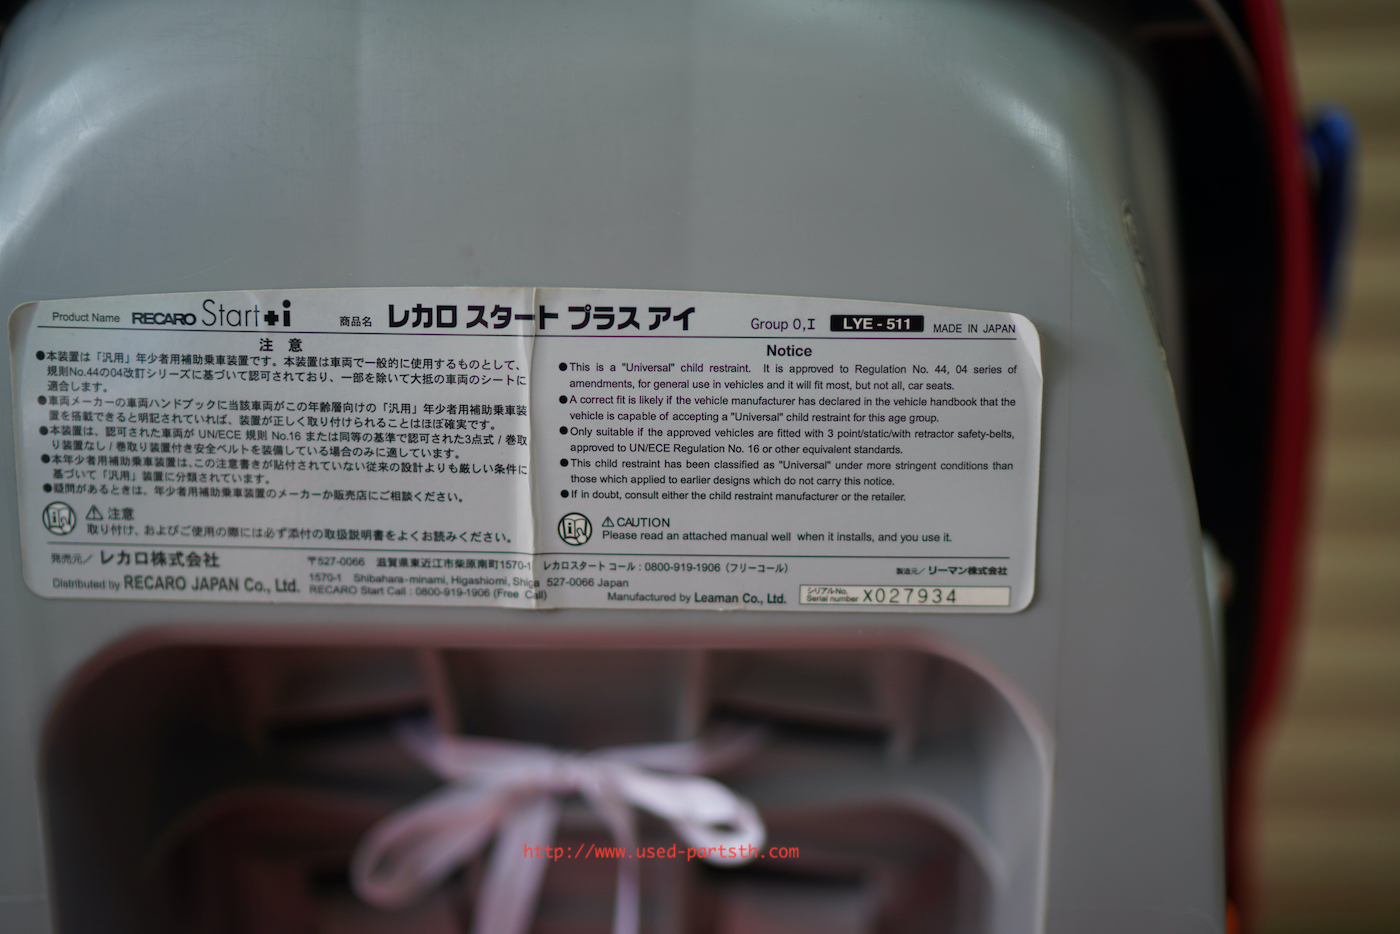 Product Name RECARO Start+i 商品名 レカロ スタート プラス アイ Group 0,I LYE - 511 MADE IN JAPAN
注 意
●本装置は「汎用」年少者用補助乗車装置です。本装置は車両で一般的に使用するものとして、
規則No.44の04改訂シリーズに基づいて認可されており、一部を除いて大抵の車両のシートに
適合します。
●車両メーカーの車両ハンドブックに当該車両がこの年齢層向けの「汎用」年少者用補助乗車装
置を搭載できると明記されていれば、装置が正しく取り付けられることはほぼ確実です。
●本装置は、認可された車両が UN/ECE 規則 No.16 または同等の基準で認可された3点式 / 巻取
り装置なし / 巻取り装置付き安全ベルトを装備している場合のみに適しています。
●本年少者用補助乗車装置は、この注意書きが貼付されていない従来の設計よりも厳しい条件に
基づいて「汎用」装置に分類されています。
●疑問があるときは、年少者用補助乗車装置のメーカーか販売店にご相談ください。
⚠ 注意
取り付け、およびご使用の際には必ず添付の取扱説明書をよくお読みください。
Notice
●This is a "Universal" child restraint. It is approved to Regulation No. 44, 04 series of
amendments, for general use in vehicles and it will fit most, but not all, car seats.
●A correct fit is likely if the vehicle manufacturer has declared in the vehicle handbook that the
vehicle is capable of accepting a "Universal" child restraint for this age group.
●Only suitable if the approved vehicles are fitted with 3 point/static/with retractor safety-belts,
approved to UN/ECE Regulation No. 16 or other equivalent standards.
●This child restraint has been classified as "Universal" under more stringent conditions than
those which applied to earlier designs which do not carry this notice.
●If in doubt, consult either the child restraint manufacturer or the retailer.
⚠ CAUTION
Please read an attached manual well when it installs, and you use it.
発売元／ レカロ株式会社 〒527-0066 滋賀県東近江市柴原南町1570-1 レカロスタート コール : 0800-919-1906（フリーコール） 製造元／ リーマン株式会社
Distributed by RECARO JAPAN Co., Ltd. 1570-1 Shibahara-minami, Higashiomi, Shiga 527-0066 Japan
RECARO Start Call : 0800-919-1906 (Free Call) Manufactured by Leaman Co., Ltd. シリアルNo. Serial number X027934
http://www.used-partsth.com